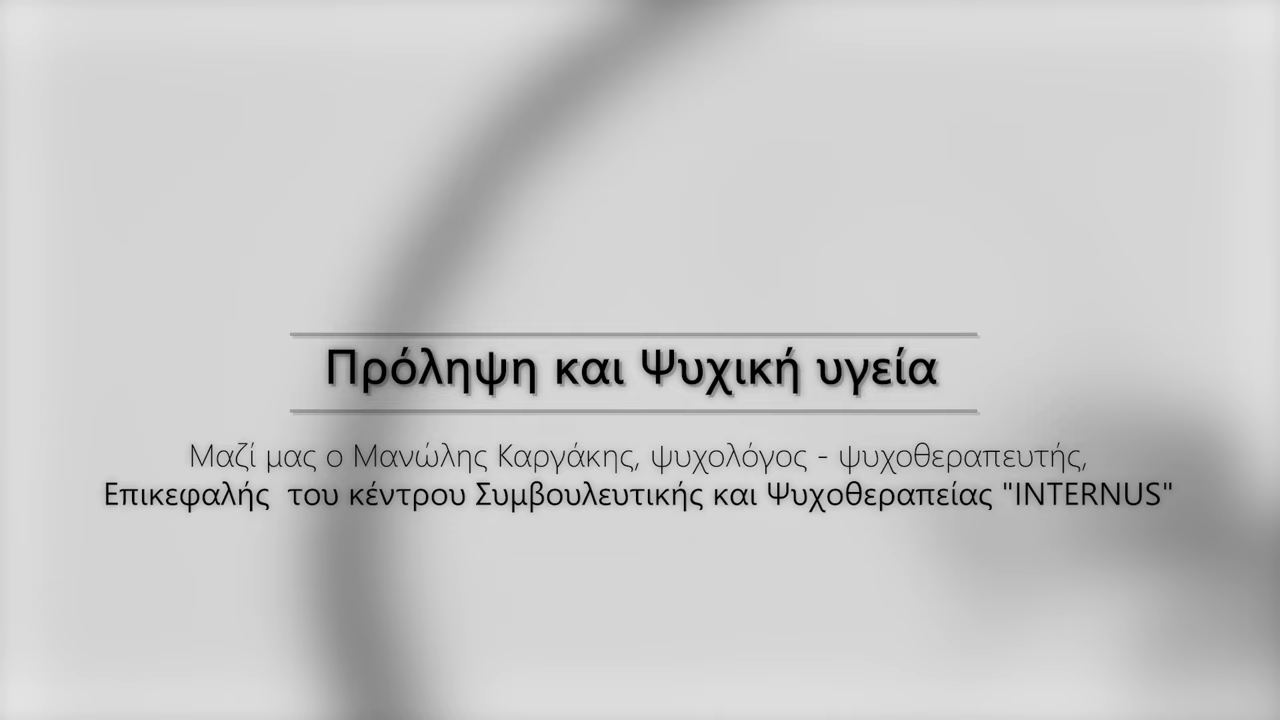 Πρόληψη και Ψυχική υγεία
Μαζί μας ο Μανώλης Καργάκης, ψυχολόγος - ψυχοθεραπευτής,
Επικεφαλής  του κέντρου Συμβουλευτικής και Ψυχοθεραπείας "INTERNUS"